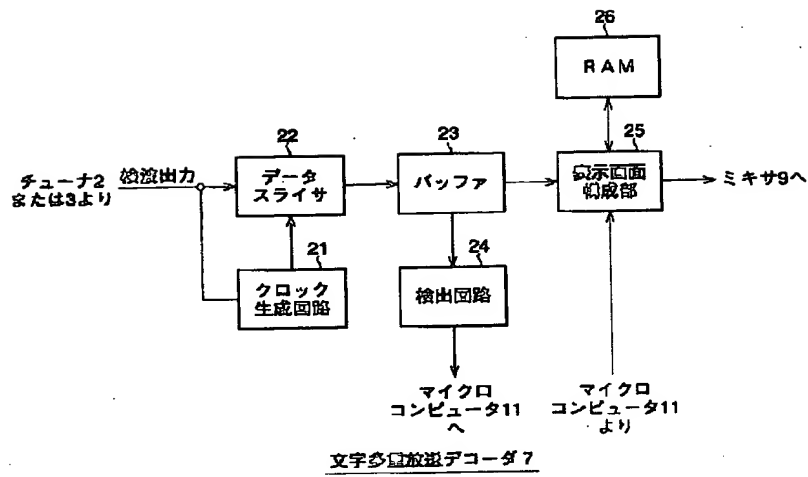 26
RAM
22
23
25
チューナ2
または3より
検波出力
データ
スライサ
バッファ
表示画面
構成部
ミキサ9へ
21
24
クロック
生成回路
検出回路
マイクロ
コンピュータ11
へ
マイクロ
コンピュータ11
より
文字多重放送デコーダ7